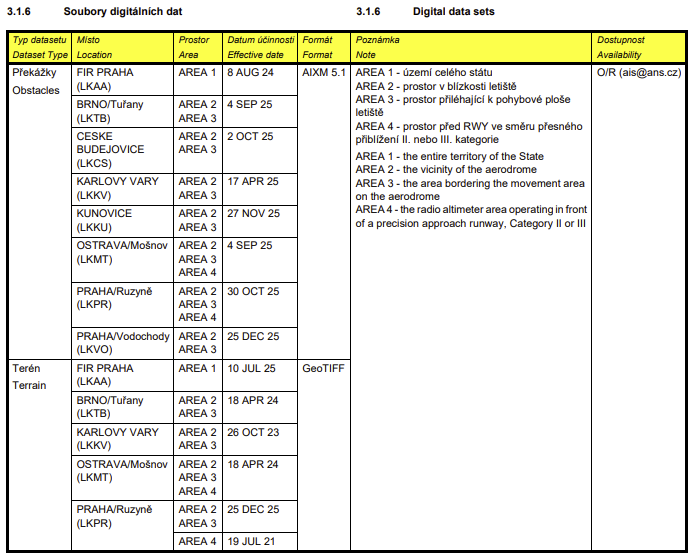 3.1.6 Soubory digitálních dat 3.1.6 Digital data sets
Typ datasetu Místo Prostor Datum účinnosti Formát Poznámka Dostupnost
Dataset Type Location Area Effective date Format Note Availability
Překážky
Obstacles
FIR PRAHA
(LKAA)
AREA 1
8 AUG 24
AIXM 5.1
BRNO/Tuřany
(LKTB)
AREA 2
AREA 3
4 SEP 25
CESKE
BUDEJOVICE
(LKCS)
AREA 2
AREA 3
2 OCT 25
KARLOVY VARY
(LKKV)
AREA 2
AREA 3
17 APR 25
KUNOVICE
(LKKU)
AREA 2
AREA 3
27 NOV 25
OSTRAVA/Mošnov
(LKMT)
AREA 2
AREA 3
AREA 4
4 SEP 25
PRAHA/Ruzyně
(LKPR)
AREA 2
AREA 3
AREA 4
30 OCT 25
PRAHA/Vodochody
(LKVO)
AREA 2
AREA 3
25 DEC 25
AREA 1 - území celého státu
AREA 2 - prostor v blízkosti letiště
AREA 3 - prostor přiléhající k pohybové ploše
letiště
AREA 4 - prostor před RWY ve směru přesného
přiblížení II. nebo III. kategorie
AREA 1 - the entire territory of the State
AREA 2 - the vicinity of the aerodrome
AREA 3 - the area bordering the movement area
on the aerodrome
AREA 4 - the radio altimeter area operating in front
of a precision approach runway, Category II or III
O/R (ais@ans.cz)
Terén
Terrain
FIR PRAHA
(LKAA)
AREA 1
10 JUL 25
GeoTIFF
BRNO/Tuřany
(LKTB)
AREA 2
AREA 3
18 APR 24
KARLOVY VARY
(LKKV)
AREA 2
AREA 3
26 OCT 23
OSTRAVA/Mošnov
(LKMT)
AREA 2
AREA 3
AREA 4
18 APR 24
PRAHA/Ruzyně
(LKPR)
AREA 2
AREA 3
25 DEC 25
AREA 4
19 JUL 21